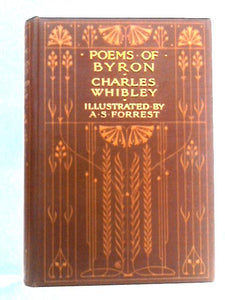 POEMS·OF
BYRON
CHARLES
WHIBLEY
ILLUSTRATED·BY
A·S·FORREST